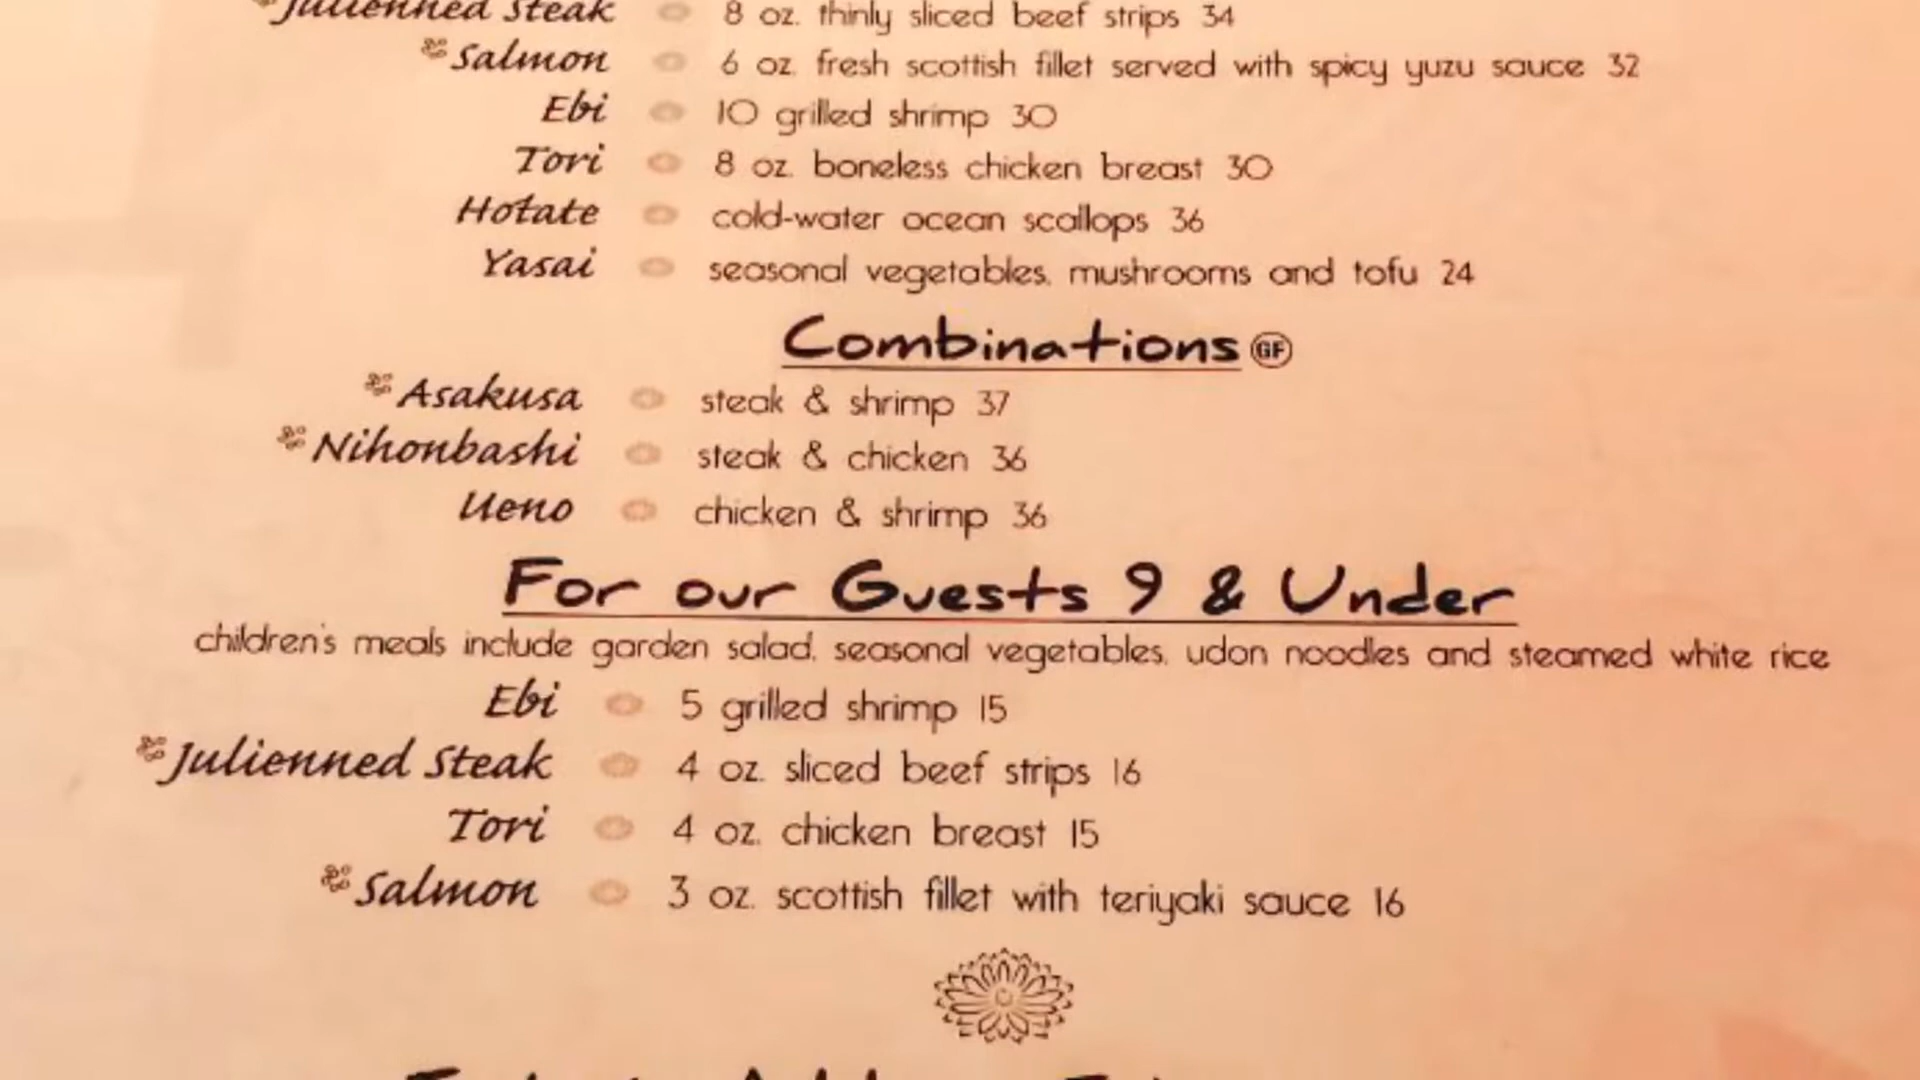 Julienned Steak 8 oz. thinly sliced beef strips 34
Salmon 6 oz. fresh scottish fillet served with spicy yuzu sauce 32
Ebi 10 grilled shrimp 30
Tori 8 oz. boneless chicken breast 30
Hotate cold-water ocean scallops 36
Yasai seasonal vegetables, mushrooms and tofu 24
Combinations GF
Asakusa steak & shrimp 37
Nihonbashi steak & chicken 36
Ueno chicken & shrimp 36
For our Guests 9 & Under
children's meals include garden salad, seasonal vegetables, udon noodles and steamed white rice
Ebi 5 grilled shrimp 15
Julienned Steak 4 oz. sliced beef strips 16
Tori 4 oz. chicken breast 15
Salmon 3 oz. scottish fillet with teriyaki sauce 16